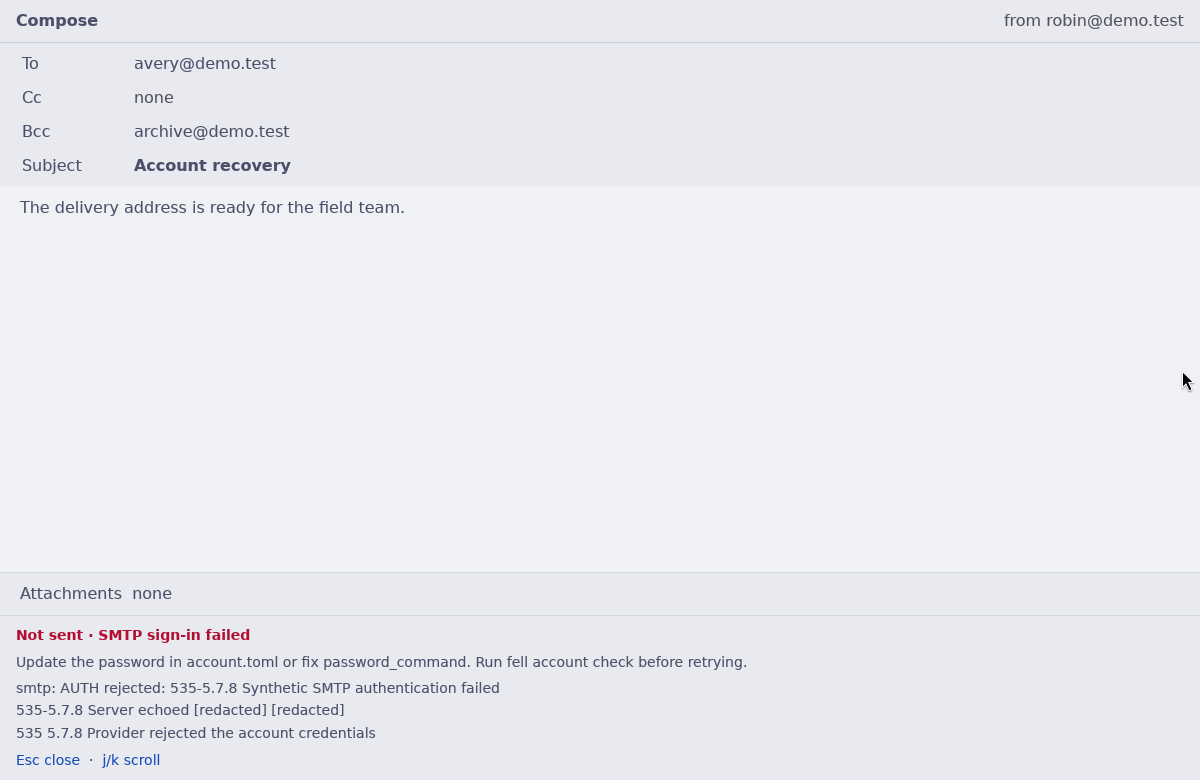 Compose from robin@demo.test
To avery@demo.test
Cc none
Bcc archive@demo.test
Subject Account recovery
The delivery address is ready for the field team.
Attachments none
Not sent · SMTP sign-in failed
Update the password in account.toml or fix password_command. Run fell account check before retrying.
smtp: AUTH rejected: 535-5.7.8 Synthetic SMTP authentication failed
535-5.7.8 Server echoed [redacted] [redacted]
535 5.7.8 Provider rejected the account credentials
Esc close · j/k scroll